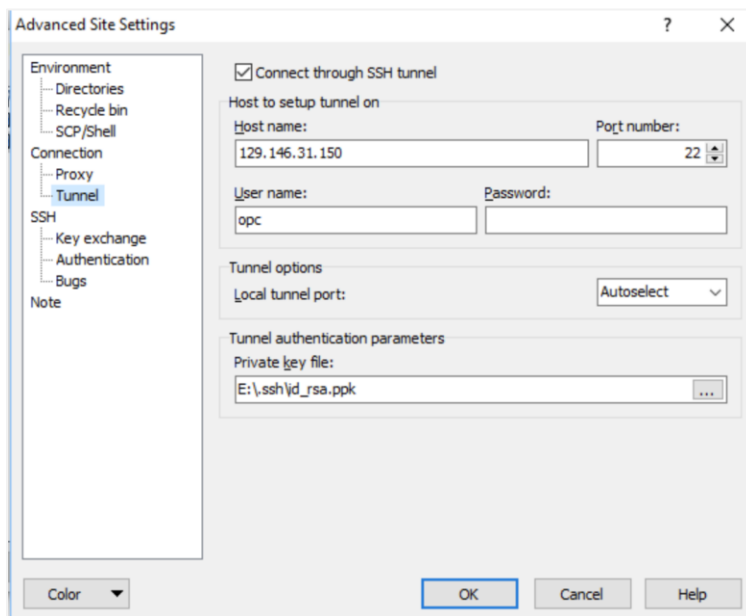 Advanced Site Settings
Environment
Directories
Recycle bin
SCP/Shell
Connection
Proxy
Tunnel
SSH
Key exchange
Authentication
Bugs
Note
Connect through SSH tunnel
Host to setup tunnel on
Host name: Port number:
129.146.31.150 22
User name: Password:
opc
Tunnel options
Local tunnel port: Autoselect
Tunnel authentication parameters
Private key file:
E:\.ssh\id_rsa.ppk ...
Color OK Cancel Help